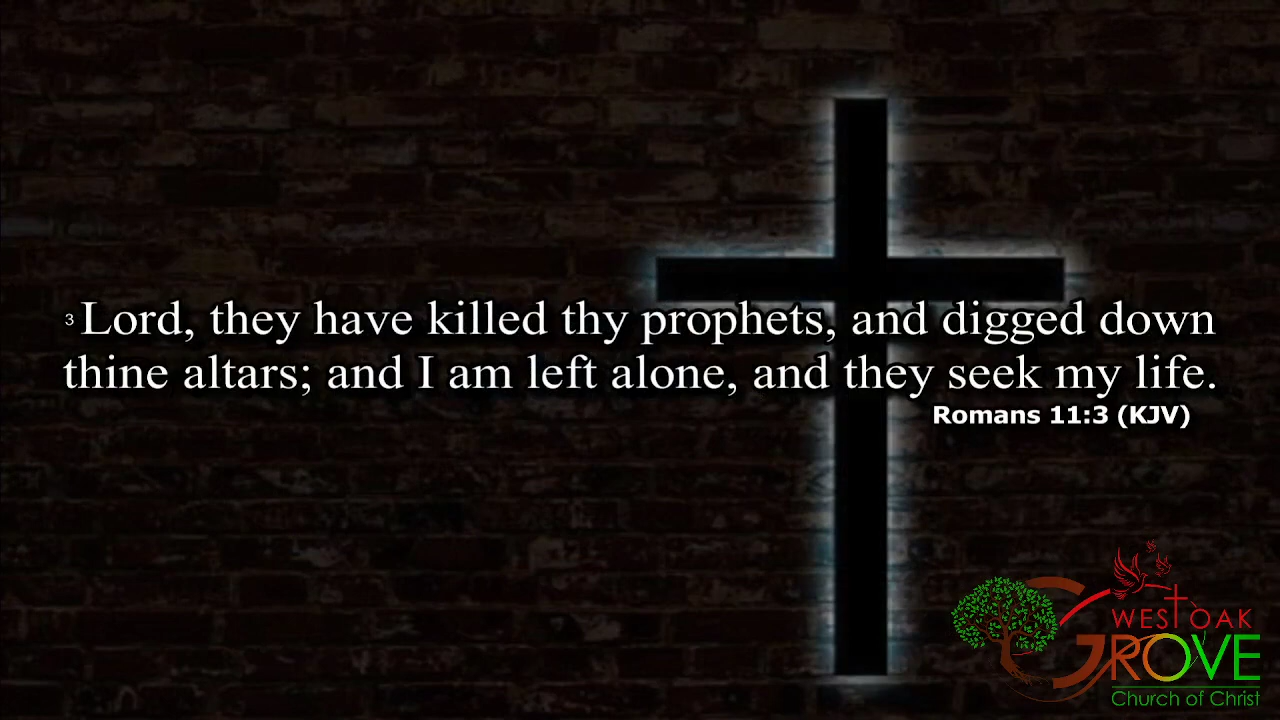 3 Lord, they have killed thy prophets, and digged down
thine altars; and I am left alone, and they seek my life.
Romans 11:3 (KJV)
WEST OAK
GROVE
Church of Christ